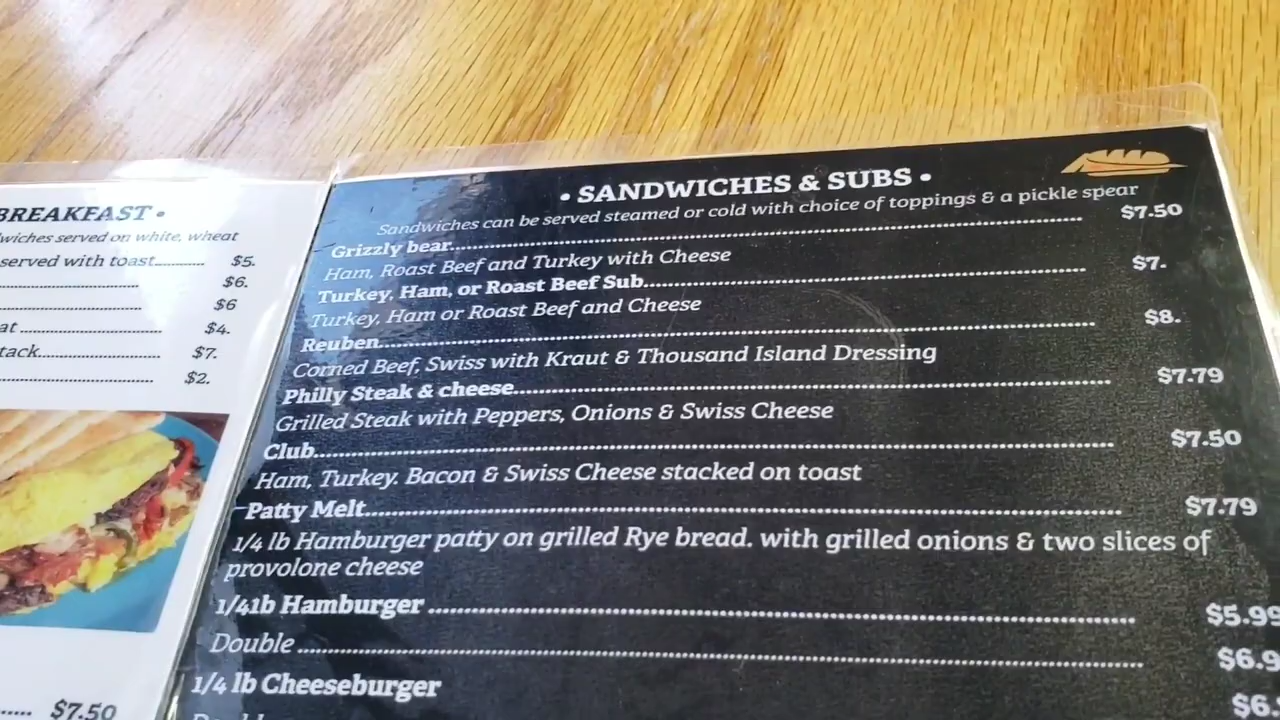 BREAKFAST •
served on white, wheat
served with toast.......... $5.
$6.
$6
$4.
$7.
$2.
$7.50
• SANDWICHES & SUBS •
Sandwiches can be served steamed or cold with choice of toppings & a pickle spear
Grizzly bear.......... $7.50
Ham, Roast Beef and Turkey with Cheese
Turkey, Ham, or Roast Beef Sub.......... $7.
Turkey, Ham or Roast Beef and Cheese
Reuben.......... $8.
Corned Beef, Swiss with Kraut & Thousand Island Dressing
Philly Steak & cheese.......... $7.79
Grilled Steak with Peppers, Onions & Swiss Cheese
Club.......... $7.50
Ham, Turkey. Bacon & Swiss Cheese stacked on toast
Patty Melt.......... $7.79
1/4 lb Hamburger patty on grilled Rye bread. with grilled onions & two slices of
provolone cheese
1/41b Hamburger .......... $5.99
Double .......... $6.9
1/4 lb Cheeseburger $6.